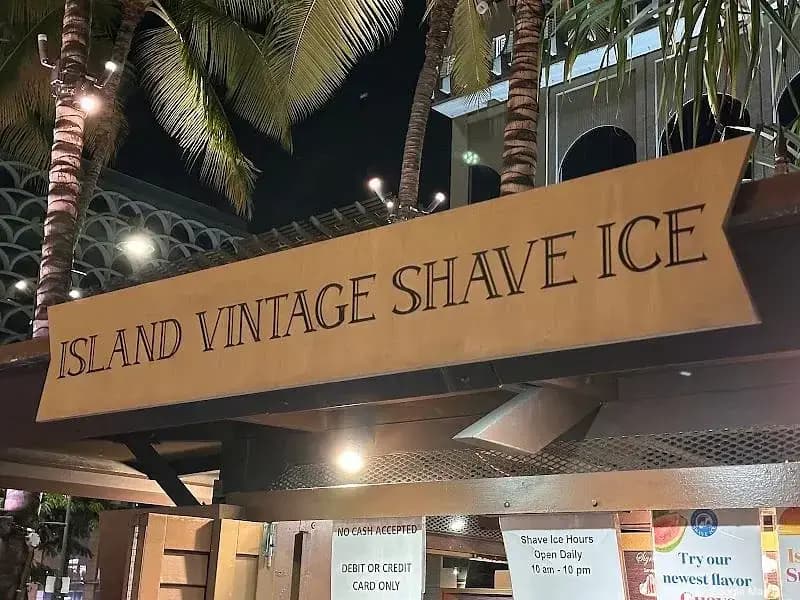 ISLAND VINTAGE SHAVE ICE
NO CASH ACCEPTED
DEBIT OR CREDIT
CARD ONLY
Shave Ice Hours
Open Daily
10 am - 10 pm
Try our
newest flavor
Guava